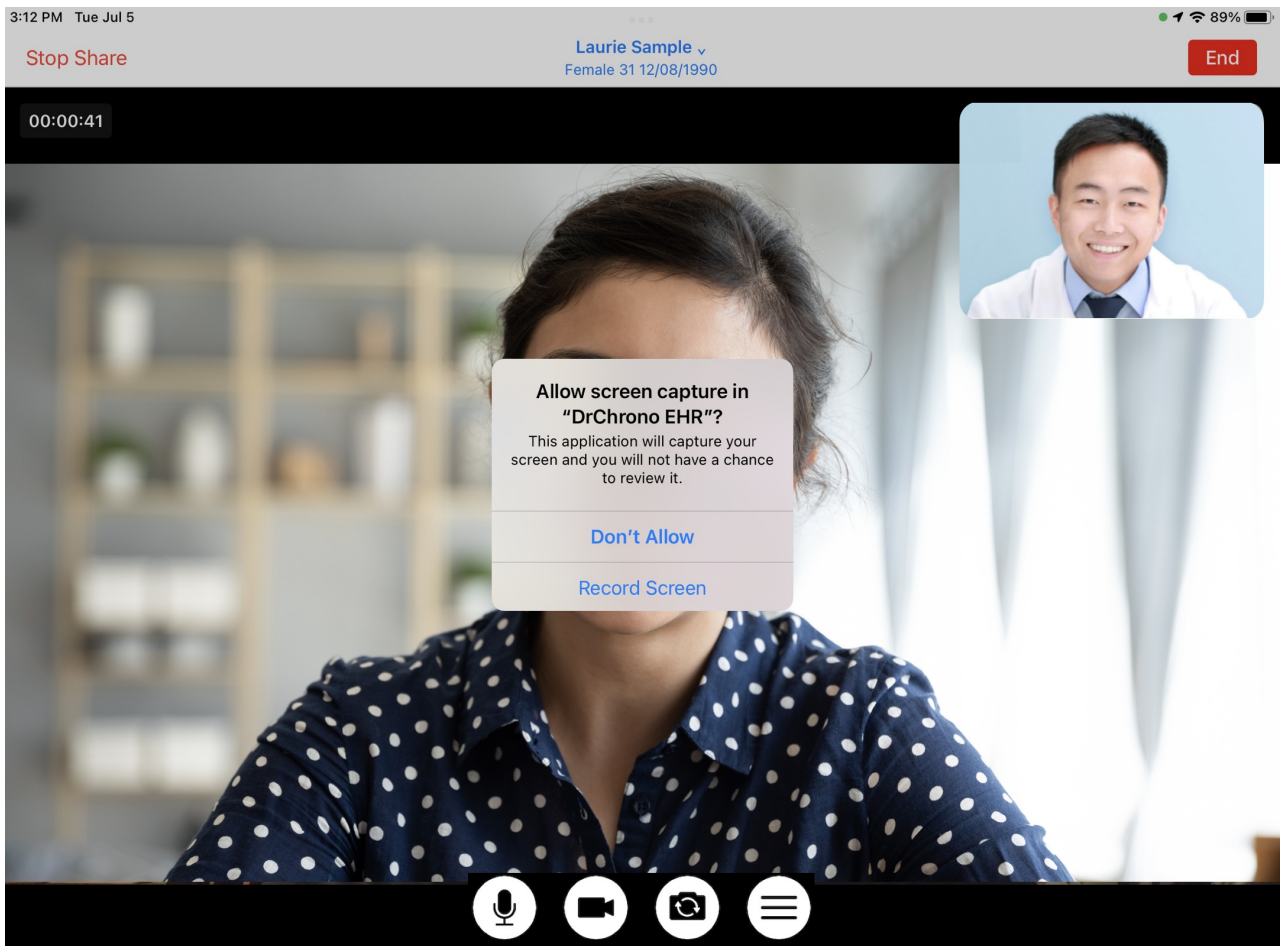 3:12 PM Tue Jul 5
89%
Stop Share
Laurie Sample
End
Female 31 12/08/1990
00:00:41
Allow screen capture in
“DrChrono EHR”?
This application will capture your
screen and you will not have a chance
to review it.
Don’t Allow
Record Screen